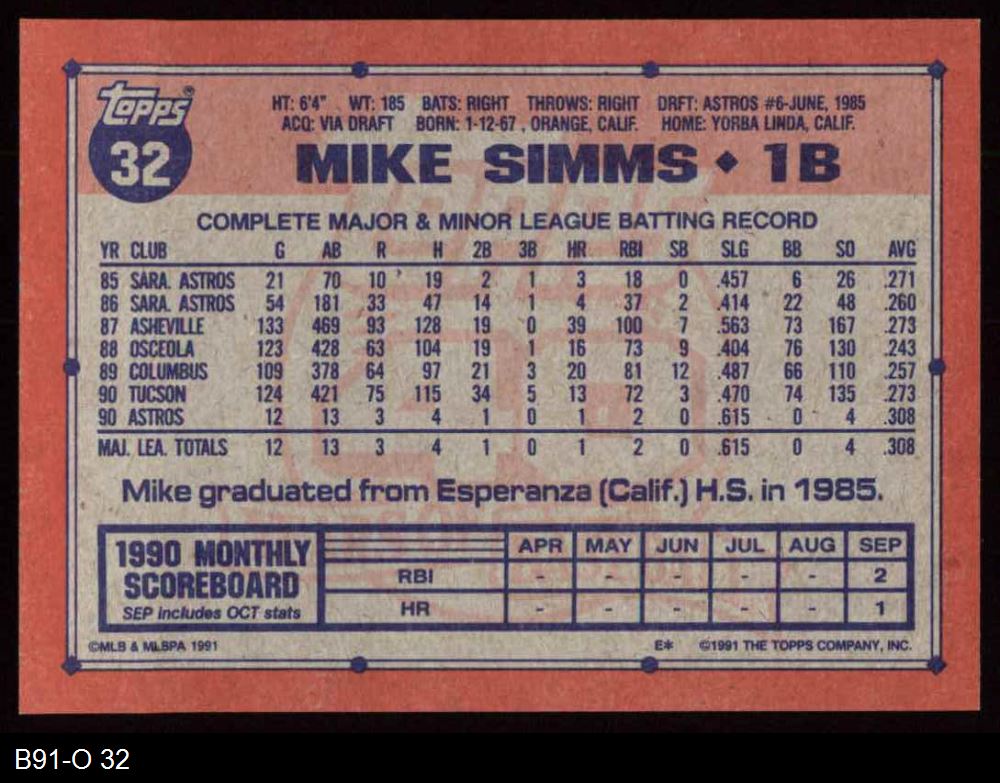 Topps®
32
HT: 6'4" WT: 185 BATS: RIGHT THROWS: RIGHT DRFT: ASTROS #6-JUNE, 1985
ACQ: VIA DRAFT BORN: 1-12-67, ORANGE, CALIF. HOME: YORBA LINDA, CALIF.
MIKE SIMMS ◆ 1B
COMPLETE MAJOR & MINOR LEAGUE BATTING RECORD
YR CLUB G AB R H 2B 3B HR RBI SB SLG BB SO AVG
85 SARA. ASTROS 21 70 10 19 2 1 3 18 0 .457 6 26 .271
86 SARA. ASTROS 54 181 33 47 14 1 4 37 2 .414 22 48 .260
87 ASHEVILLE 133 469 93 128 19 0 39 100 7 .563 73 167 .273
88 OSCEOLA 123 428 63 104 19 1 16 73 9 .404 76 130 .243
89 COLUMBUS 109 378 64 97 21 3 20 81 12 .487 66 110 .257
90 TUCSON 124 421 75 115 34 5 13 72 3 .470 74 135 .273
90 ASTROS 12 13 3 4 1 0 1 2 0 .615 0 4 .308
MAJ. LEA. TOTALS 12 13 3 4 1 0 1 2 0 .615 0 4 .308
Mike graduated from Esperanza (Calif.) H.S. in 1985.
1990 MONTHLY
SCOREBOARD
SEP includes OCT stats
APR MAY JUN JUL AUG SEP
RBI - - - - - 2
HR - - - - - 1
©MLB & MLBPA 1991 E* ©1991 THE TOPPS COMPANY, INC.
B91-O 32